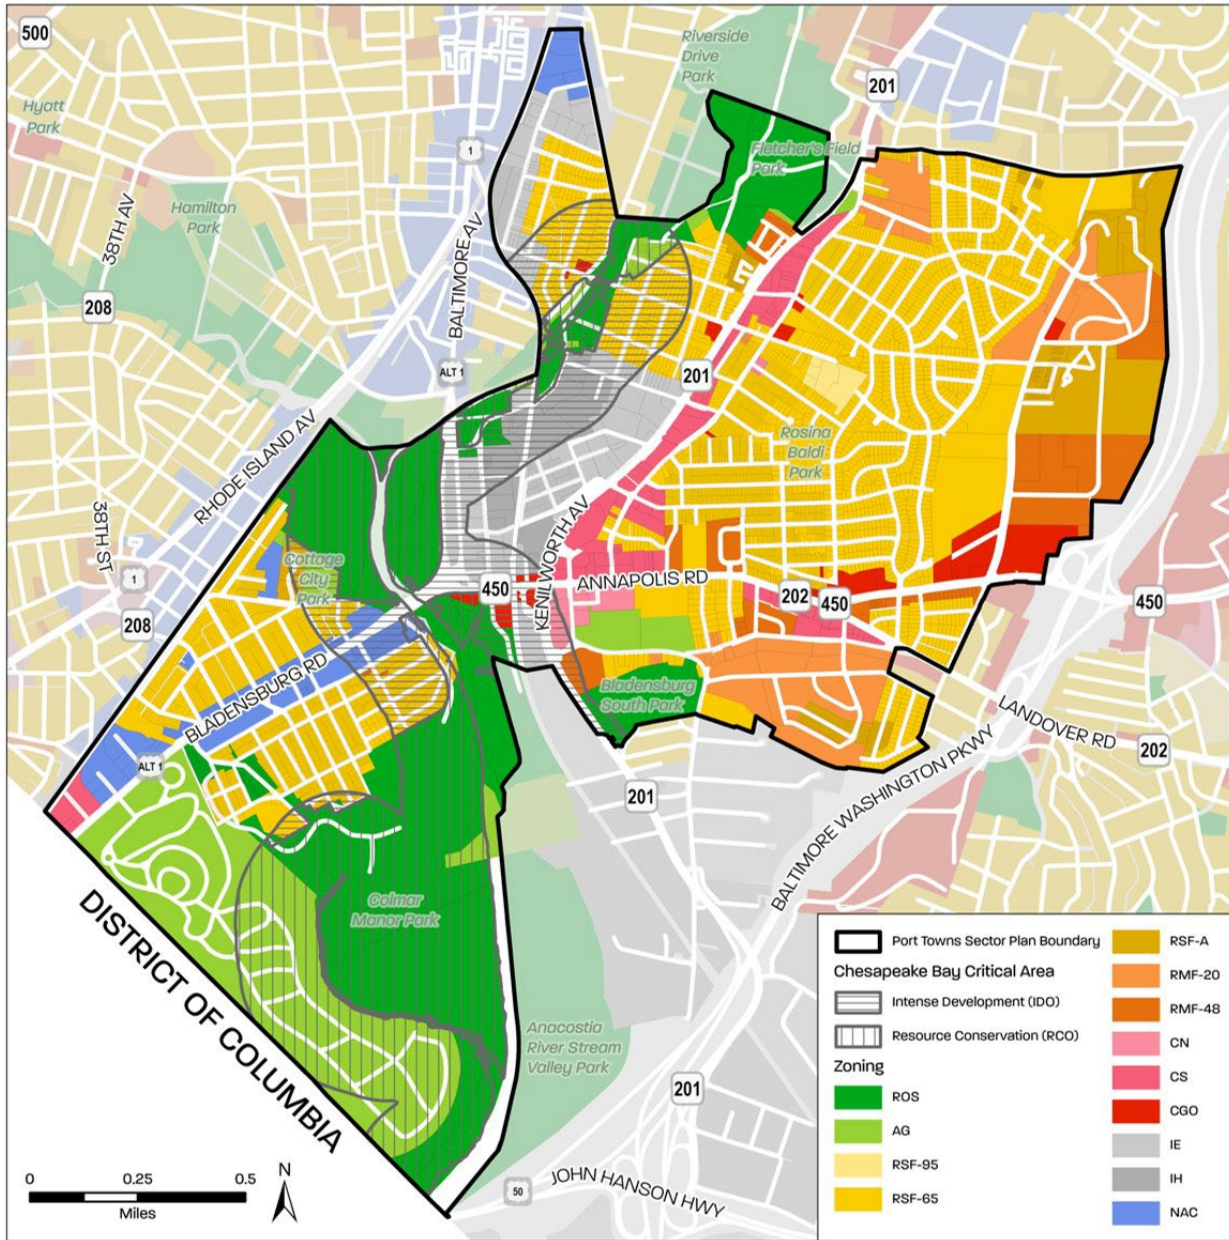 500
Riverside
Drive
Park
201
Hyatt
Park
1
Fletcher's Field
Park
38TH AV
Hamilton
Park
BALTIMORE AV
208
ALT 1
201
RHODE ISLAND AV
Rosina
Baldi
Park
38TH ST
KENILWORTH AV
Cottage
City
Park
1
450
ANNAPOLIS RD
202
450
450
208
BLADENSBURG RD
Bladensburg
South Park
LANDOVER RD
202
ALT 1
201
BALTIMORE WASHINGTON PKWY
Colmar
Manor Park
DISTRICT OF COLUMBIA
Anacostia
River Stream
Valley Park
201
50
JOHN HANSON HWY
N
0 0.25 0.5
Miles
Port Towns Sector Plan Boundary
Chesapeake Bay Critical Area
Intense Development (IDO)
Resource Conservation (RCO)
Zoning
ROS
AG
RSF-95
RSF-65
RSF-A
RMF-20
RMF-48
CN
CS
CGO
IE
IH
NAC